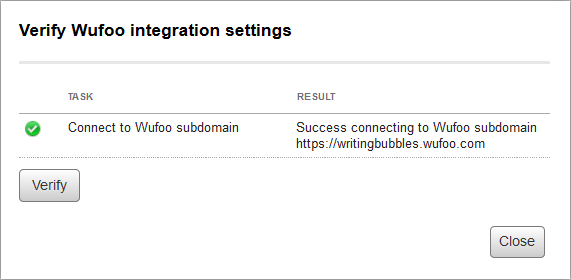 Verify Wufoo integration settings
TASK RESULT
Connect to Wufoo subdomain Success connecting to Wufoo subdomain
https://writingbubbles.wufoo.com
Verify
Close